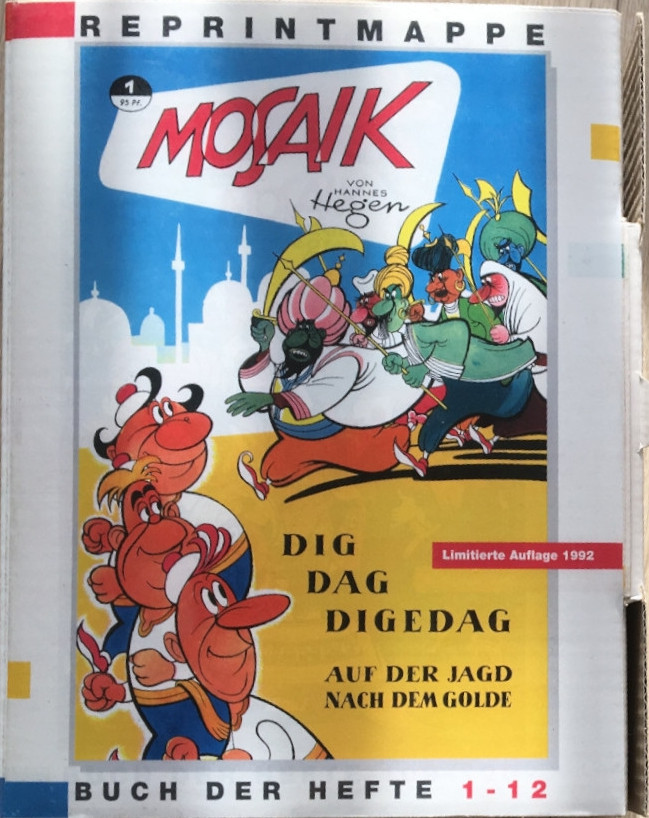 REPRINTMAPPE
1
95 Pf.
MOSAIK
VON
HANNES
Hegen
DIG
DAG
DIGEDAG
Limitierte Auflage 1992
AUF DER JAGD
NACH DEM GOLDE
BUCH DER HEFTE 1-12